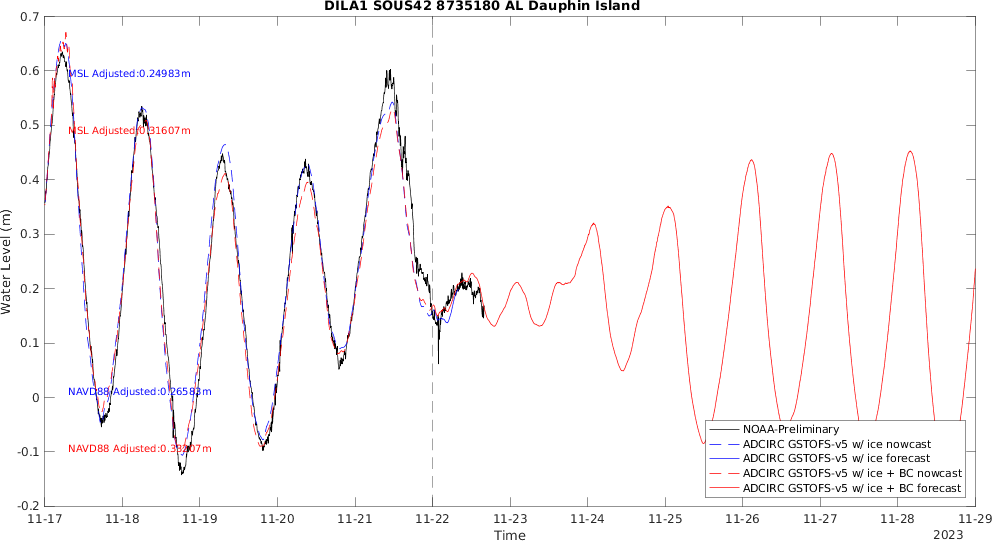 DILA1 SOUS42 8735180 AL Dauphin Island
0.7
0.6
0.5
0.4
0.3
0.2
0.1
0
-0.1
-0.2
Water Level (m)
MSL Adjusted:0.24983m
MSL Adjusted:0.31607m
NAVD88 Adjusted:0.26583m
NAVD88 Adjusted:0.33207m
NOAA-Preliminary
ADCIRC GSTOFS-v5 w/ ice nowcast
ADCIRC GSTOFS-v5 w/ ice forecast
ADCIRC GSTOFS-v5 w/ ice + BC nowcast
ADCIRC GSTOFS-v5 w/ ice + BC forecast
11-17 11-18 11-19 11-20 11-21 11-22 11-23 11-24 11-25 11-26 11-27 11-28 11-29
Time
2023